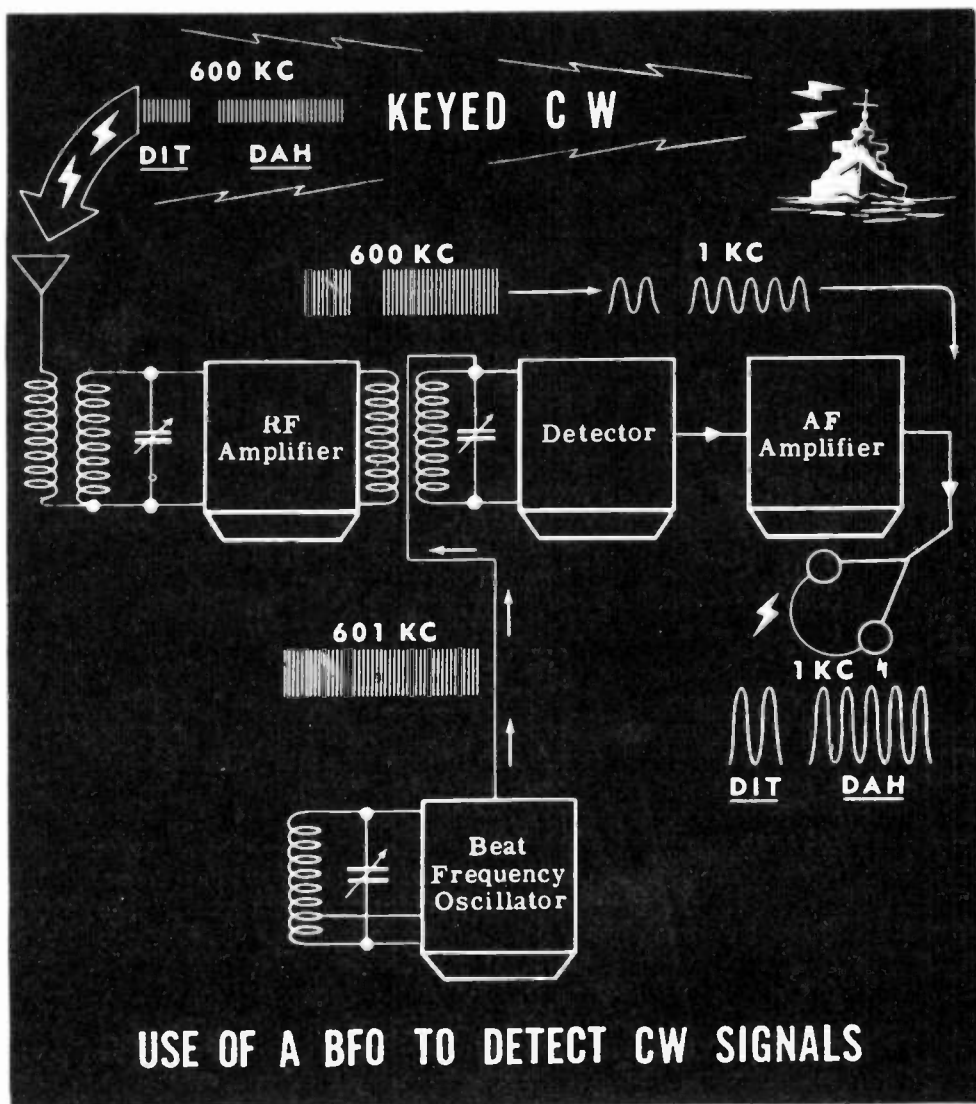 600 KC
KEYED CW
DIT DAH
600 KC
1 KC
RF
Amplifier
Detector
AF
Amplifier
601 KC
1 KC
DIT DAH
Beat
Frequency
Oscillator
USE OF A BFO TO DETECT CW SIGNALS